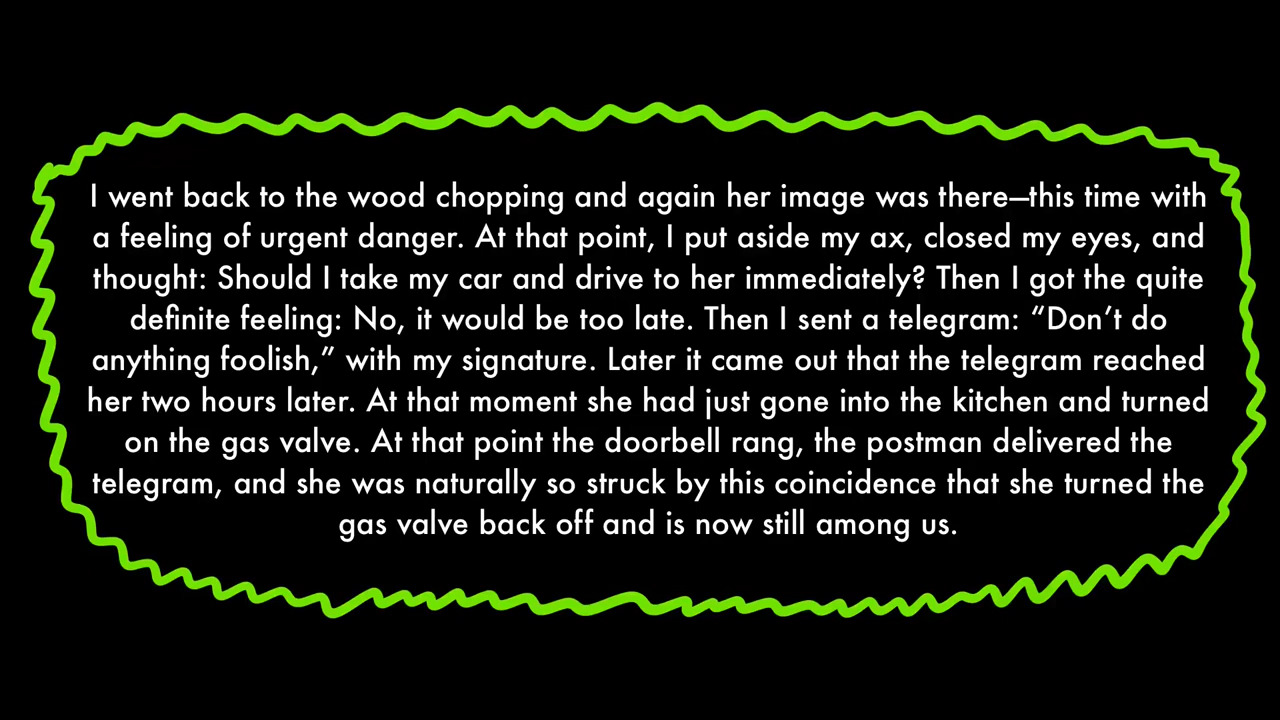 I went back to the wood chopping and again her image was there—this time with
a feeling of urgent danger. At that point, I put aside my ax, closed my eyes, and
thought: Should I take my car and drive to her immediately? Then I got the quite
definite feeling: No, it would be too late. Then I sent a telegram: “Don’t do
anything foolish,” with my signature. Later it came out that the telegram reached
her two hours later. At that moment she had just gone into the kitchen and turned
on the gas valve. At that point the doorbell rang, the postman delivered the
telegram, and she was naturally so struck by this coincidence that she turned the
gas valve back off and is now still among us.